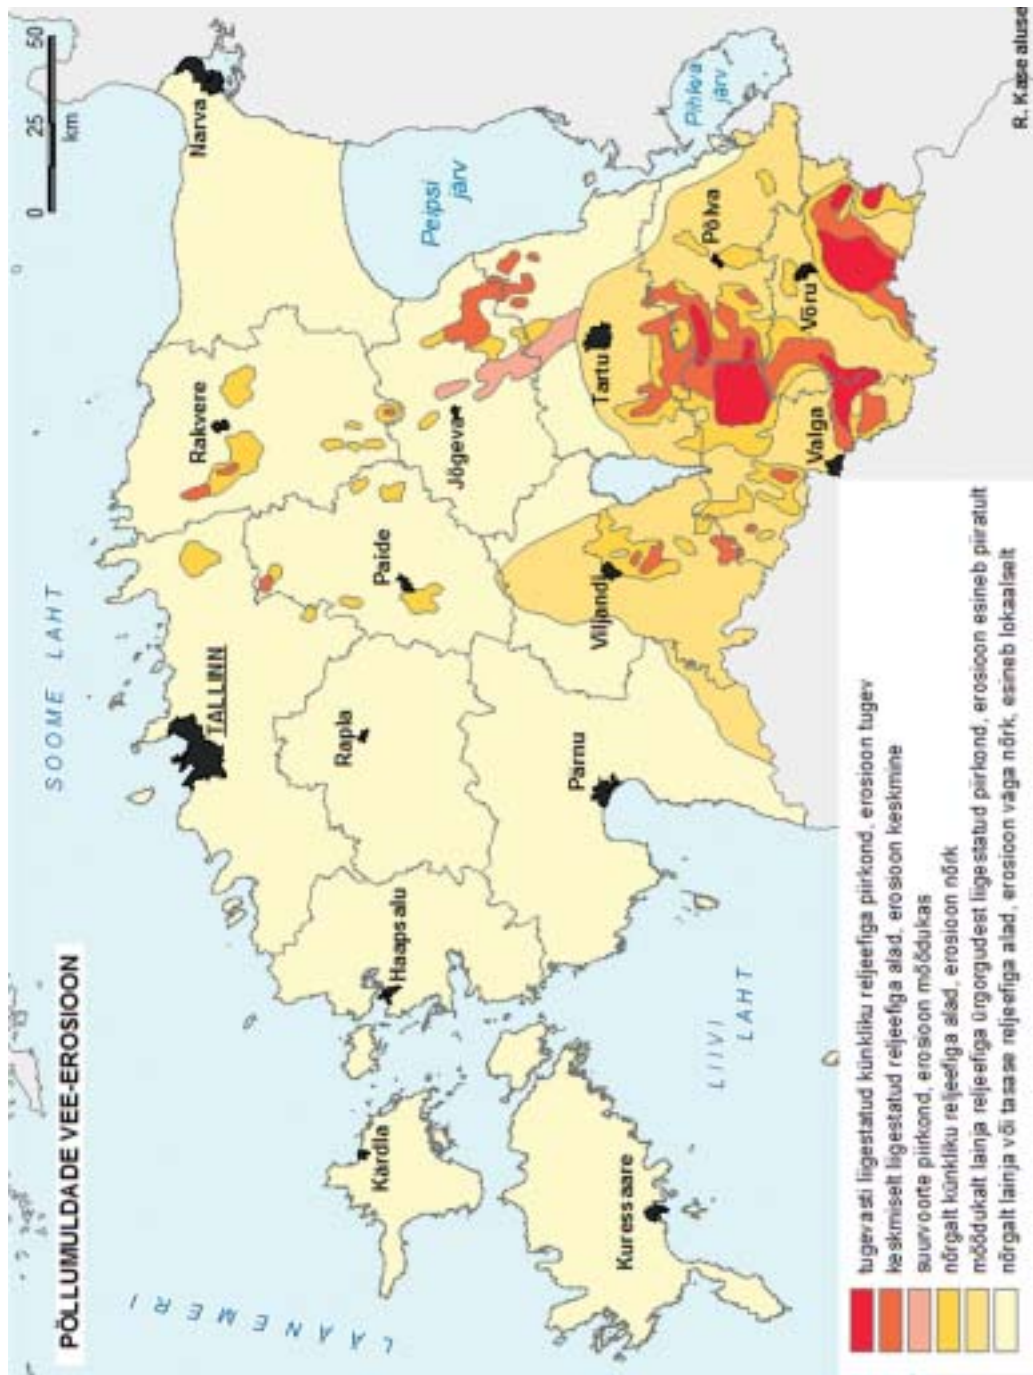 PÕLLUMULDADE VEE-EROSIOON
0 25 50
km
SOOME LAHT
LÄÄNEMERI
LIIVI
LAHT
Peipsi
järv
Pihkva
järv
Narva
Rakvere
TALLINN
Paide
Jõgeva
Rapla
Haapsalu
Kärdla
Kuressaare
Pärnu
Viljandi
Tartu
Põlva
Võru
Valga
tugevasti liigestatud künkliku reljeefiga piirkond, erosioon tugev
keskmiselt liigestatud reljeefiga alad, erosioon keskmine
suurvoorte piirkond, erosioon mõõdukas
nõrgalt künkliku reljeefiga alad, erosioon nõrk
mõõdukalt lainja reljeefiga ürgorgudest liigestatud piirkond, erosioon esineb piiratult
nõrgalt lainja või tasase reljeefiga alad, erosioon väga nõrk, esineb lokaalselt
R. Kasealuse